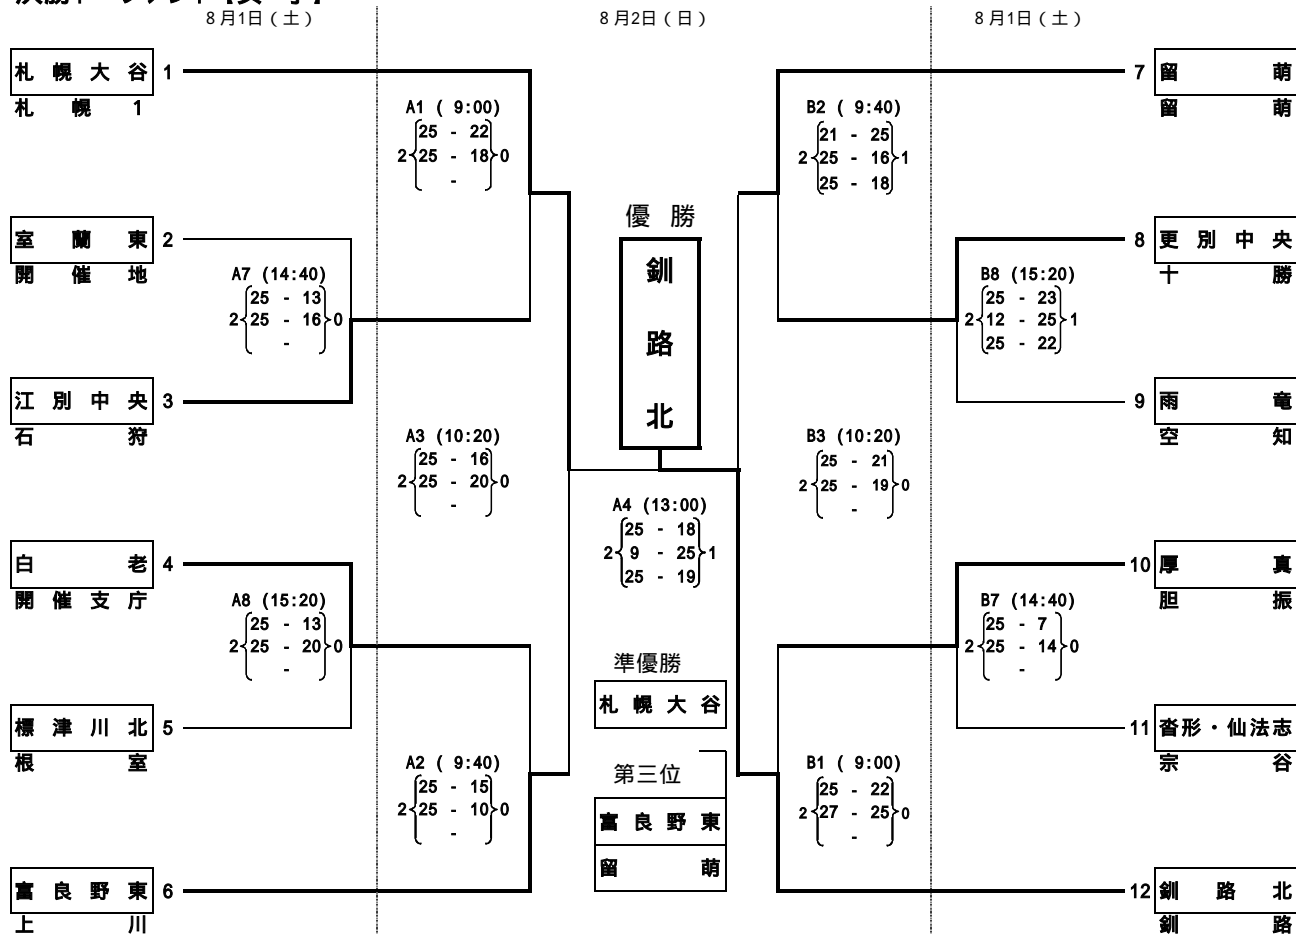 8月1日（土）
8月2日（日）
8月1日（土）
札幌大谷 1
札幌1
A1 ( 9:00)
25 - 22
2 25 - 18 0
-
室蘭東 2
開催地
A7 (14:40)
25 - 13
2 25 - 16 0
-
江別中央 3
石狩
A3 (10:20)
25 - 16
2 25 - 20 0
-
白老 4
開催支庁
A8 (15:20)
25 - 13
2 25 - 20 0
-
標津川北 5
根室
A2 ( 9:40)
25 - 15
2 25 - 10 0
-
富良野東 6
上川
優勝
釧路北
A4 (13:00)
25 - 18
2 9 - 25 1
25 - 19
準優勝
札幌大谷
第三位
富良野東
留萌
7 留萌
留萌
B2 ( 9:40)
21 - 25
2 25 - 16 1
25 - 18
8 更別中央
十勝
B8 (15:20)
25 - 23
2 12 - 25 1
25 - 22
9 雨竜
空知
B3 (10:20)
25 - 21
2 25 - 19 0
-
10 厚真
胆振
B7 (14:40)
25 - 7
2 25 - 14 0
-
11 沓形・仙法志
宗谷
B1 ( 9:00)
25 - 22
2 27 - 25 0
-
12 釧路北
釧路